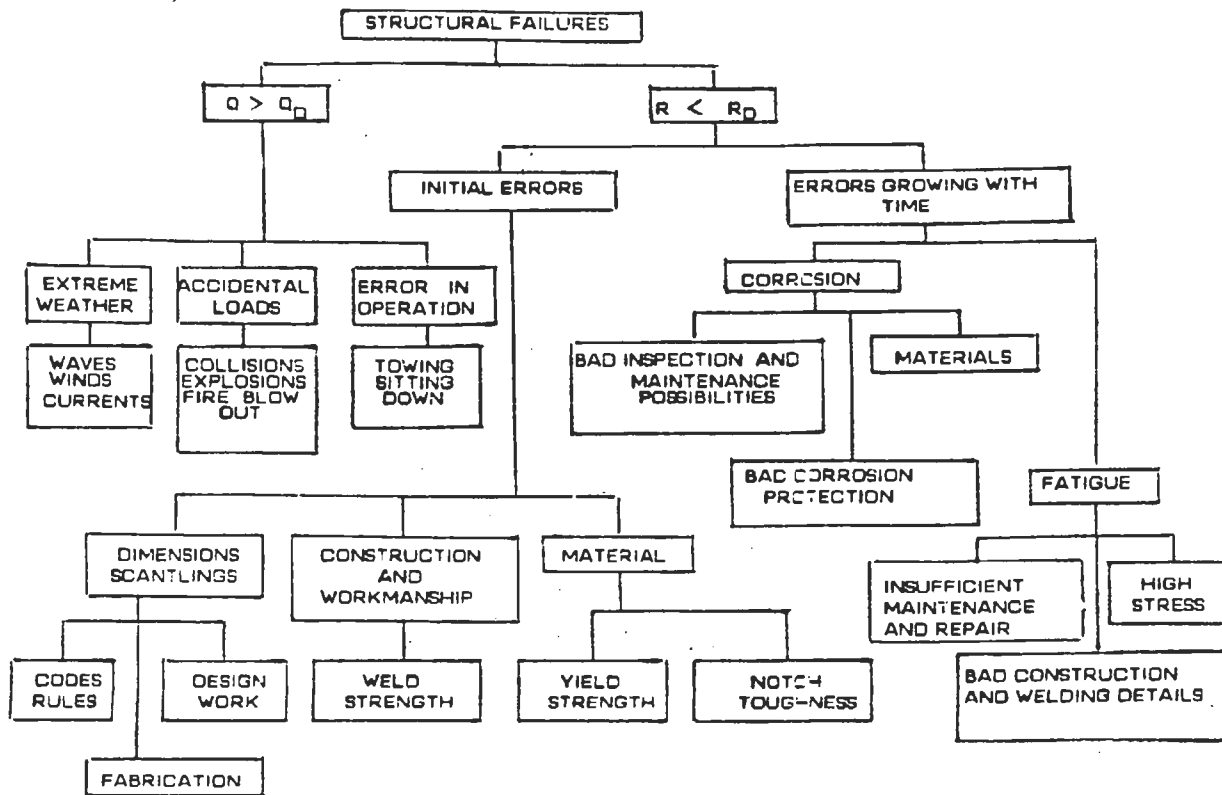 STRUCTURAL FAILURES
Q > Q_D
R < R_D
INITIAL ERRORS
ERRORS GROWING WITH
TIME
EXTREME
WEATHER
ACCIDENTAL
LOADS
ERROR IN
OPERATION
CORROSION
WAVES
WINDS
CURRENTS
COLLISIONS
EXPLOSIONS
FIRE BLOW
OUT
TOWING
SITTING
DOWN
BAD INSPECTION AND
MAINTENANCE
POSSIBILITIES
MATERIALS
BAD CORROSION
PROTECTION
FATIGUE
DIMENSIONS
SCANTLINGS
CONSTRUCTION
AND
WORKMANSHIP
MATERIAL
INSUFFICIENT
MAINTENANCE
AND REPAIR
HIGH
STRESS
CODES
RULES
DESIGN
WORK
WELD
STRENGTH
YIELD
STRENGTH
NOTCH
TOUG-NESS
BAD CONSTRUCTION
AND WELDING DETAILS
FABRICATION